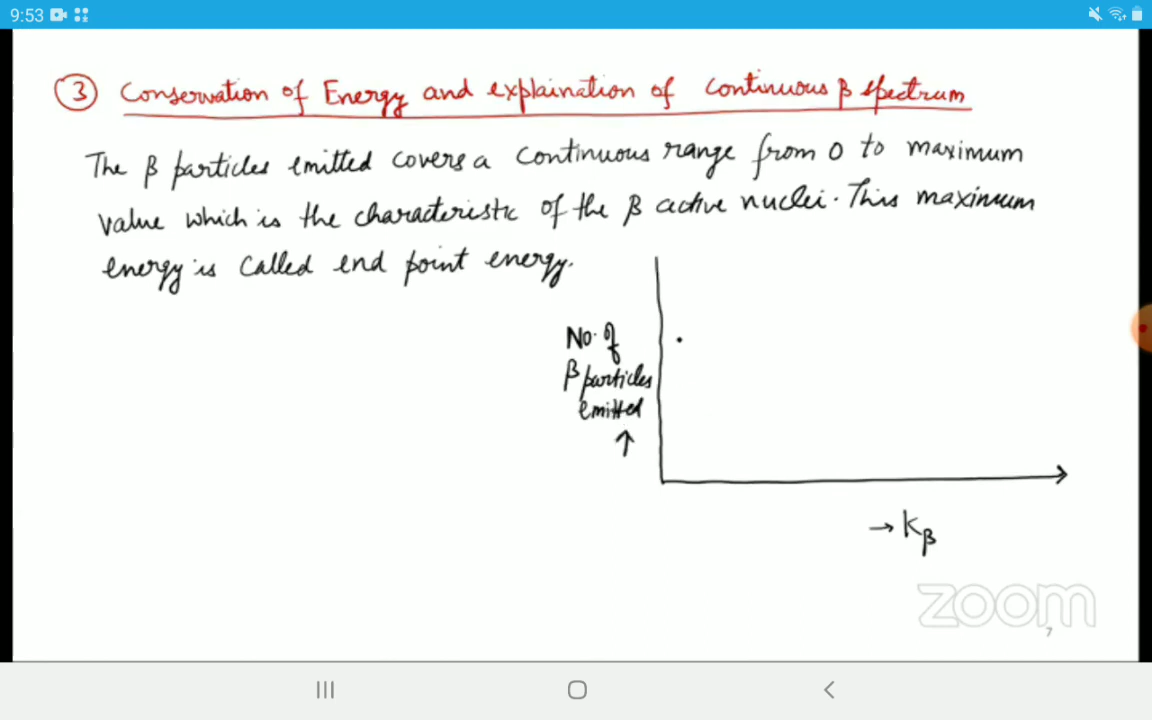 9:53
3 Conservation of Energy and explaination of Continuous β spectrum
The β particles emitted covers a continuous range from 0 to maximum
value which is the characteristic of the β active nuclei. This maximum
energy is called end point energy.
No. of
β particles
emitted
↑
→ Kβ
zoom
7